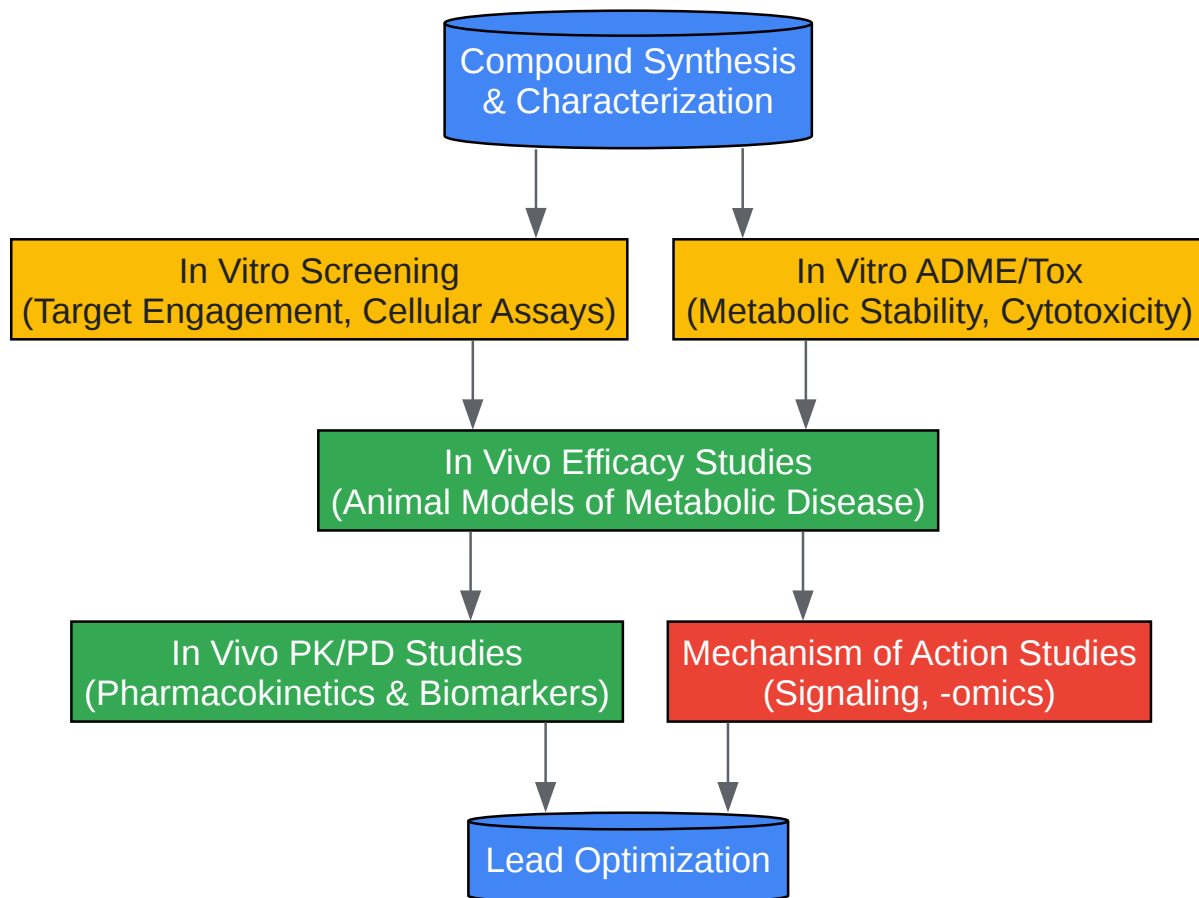 Compound Synthesis
& Characterization
In Vitro Screening
(Target Engagement, Cellular Assays)
In Vitro ADME/Tox
(Metabolic Stability, Cytotoxicity)
In Vivo Efficacy Studies
(Animal Models of Metabolic Disease)
In Vivo PK/PD Studies
(Pharmacokinetics & Biomarkers)
Mechanism of Action Studies
(Signaling, -omics)
Lead Optimization